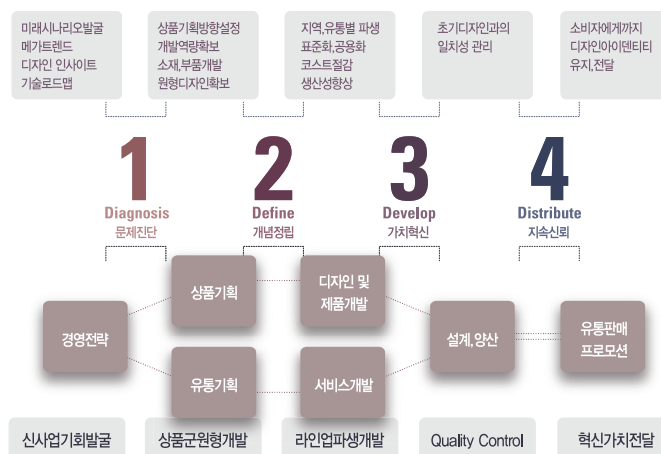 미래시나리오발굴
메가트렌드
디자인 인사이트
기술로드맵
상품기획방향설정
개발역량확보
소재,부품개발
원형디자인확보
지역,유통별 파생
표준화,공용화
코스트절감
생산성향상
초기디자인과의
일치성 관리
소비자에게까지
디자인아이덴티티
유지,전달
1
Diagnosis
문제진단
2
Define
개념정립
3
Develop
가치혁신
4
Distribute
지속신뢰
경영전략
상품기획
유통기획
디자인 및
제품개발
서비스개발
설계,양산
유통판매
프로모션
신사업기회발굴
상품군원형개발
라인업파생개발
Quality Control
혁신가치전달